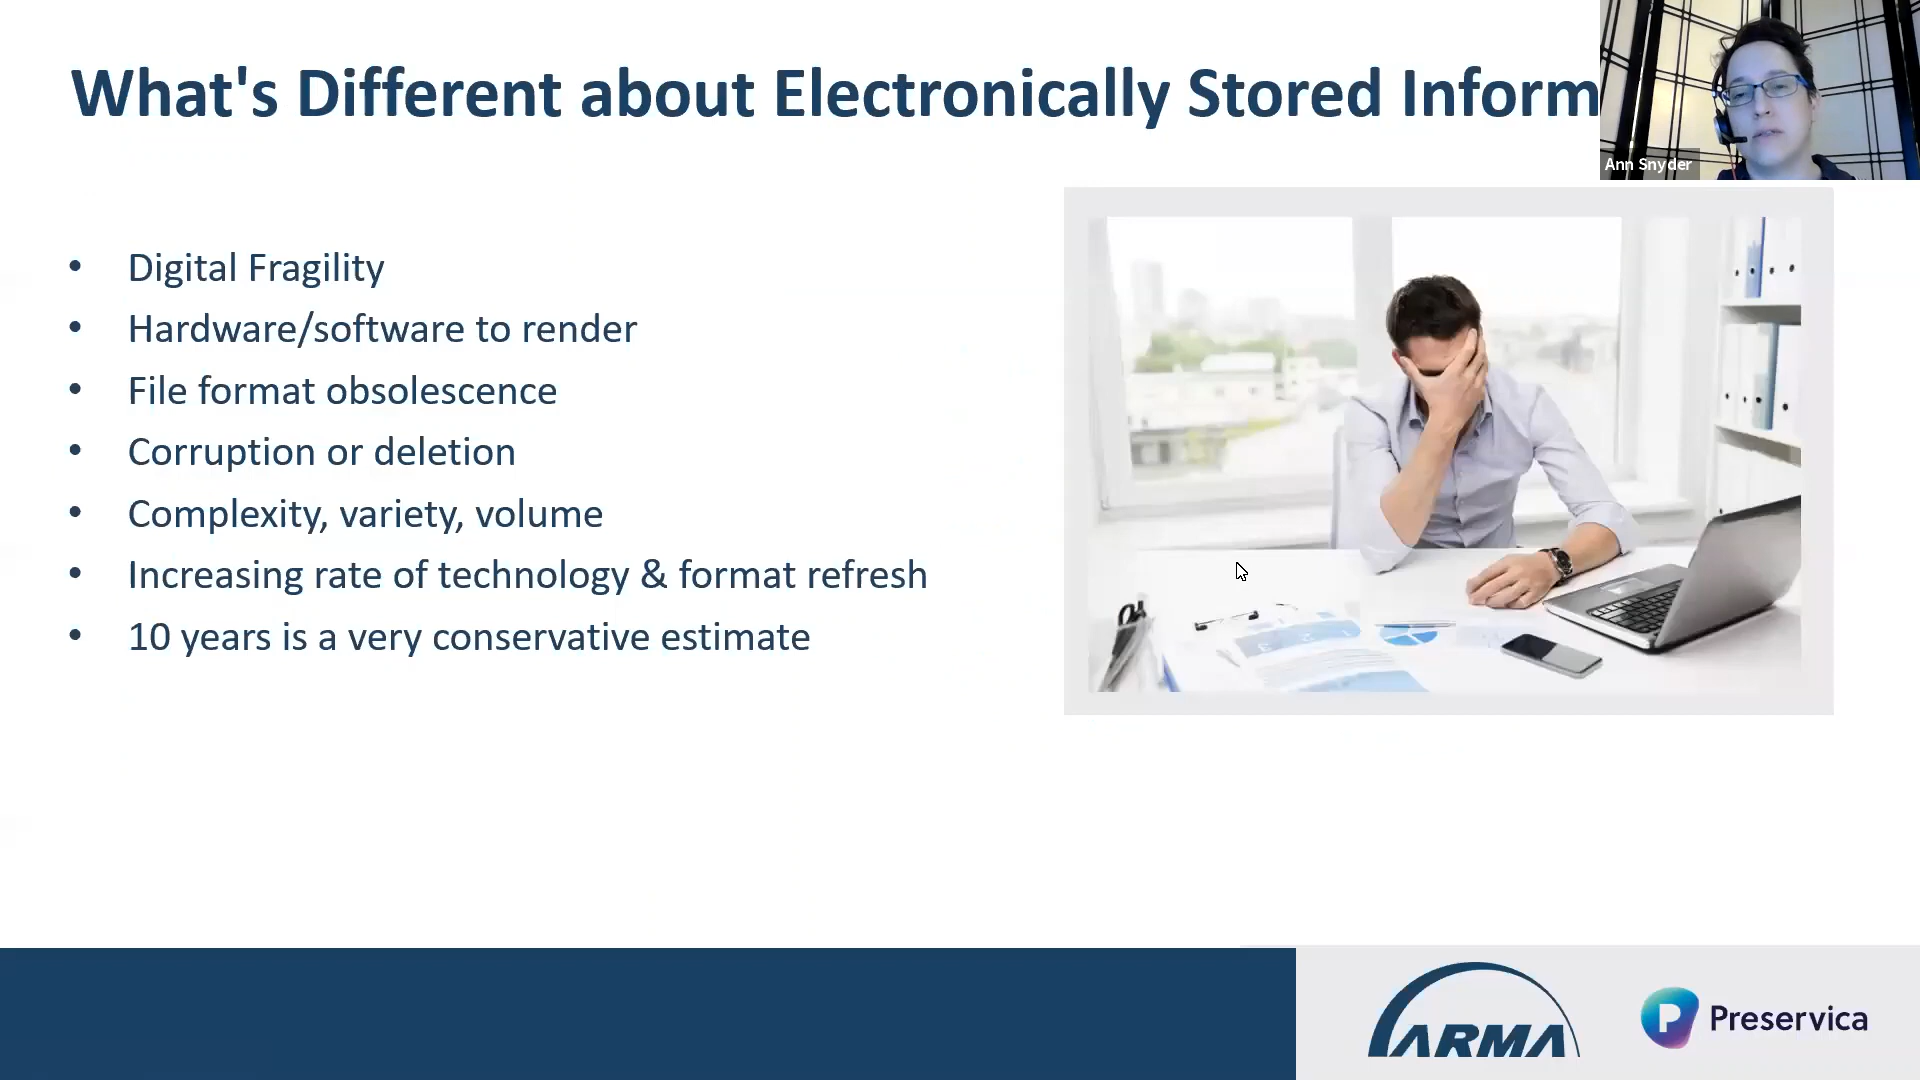 What's Different about Electronically Stored Inform
Ann Snyder
• Digital Fragility
• Hardware/software to render
• File format obsolescence
• Corruption or deletion
• Complexity, variety, volume
• Increasing rate of technology & format refresh
• 10 years is a very conservative estimate
ARMA
Preservica